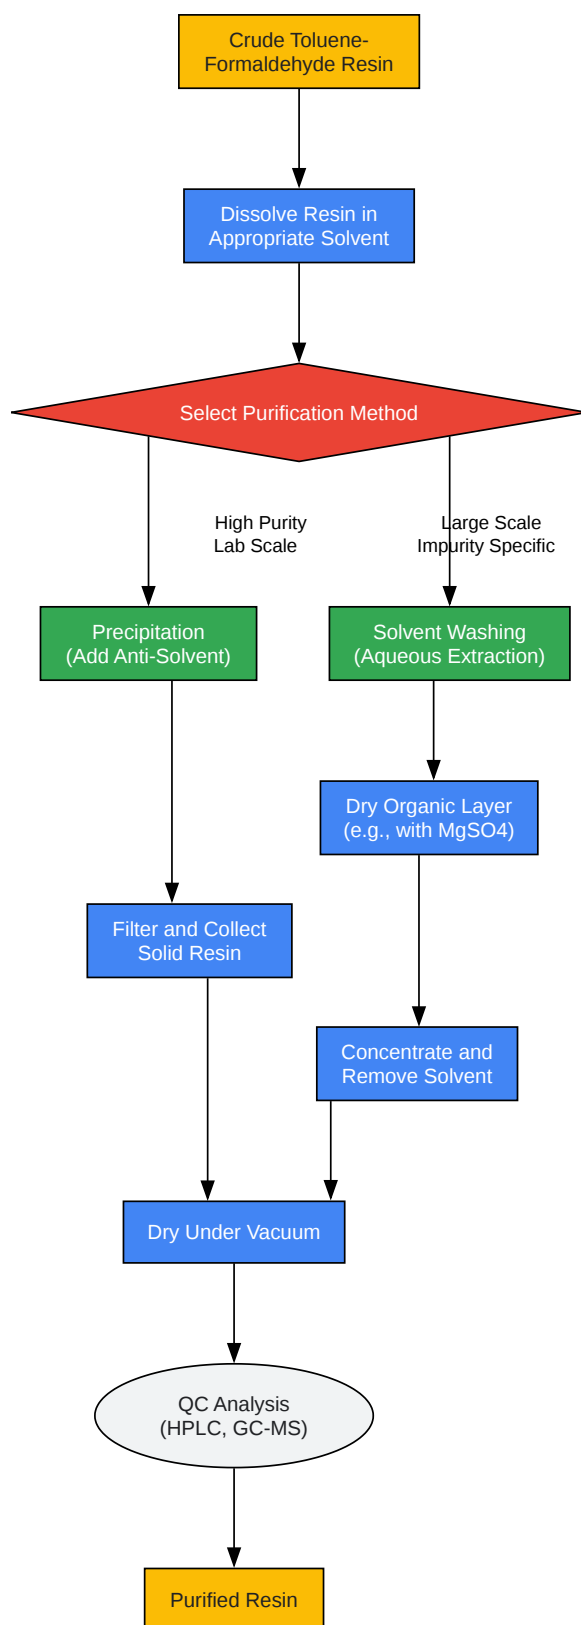 Crude Toluene-
Formaldehyde Resin
Dissolve Resin in
Appropriate Solvent
Select Purification Method
High Purity
Lab Scale
Large Scale
Impurity Specific
Precipitation
(Add Anti-Solvent)
Solvent Washing
(Aqueous Extraction)
Dry Organic Layer
(e.g., with MgSO4)
Filter and Collect
Solid Resin
Concentrate and
Remove Solvent
Dry Under Vacuum
QC Analysis
(HPLC, GC-MS)
Purified Resin